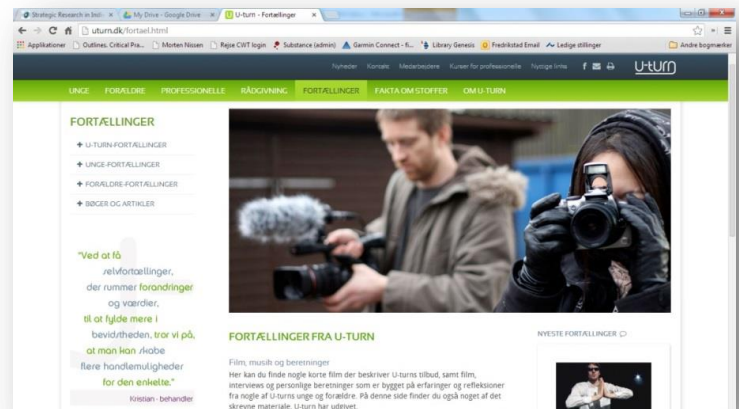 Strategic Research in Indi
My Drive - Google Drive
U-turn - Fortællinger
uturn.dk/fortael.html
Applikationer
Outlines. Critical Pra...
Morten Nissen
Rejse CWT login
Substance (admin)
Garmin Connect - fi...
Library Genesis
Fredrikstad Email
Ledige stillinger
Andre bogmærker
Nyheder Kontakt Medarbejdere Kurser for professionelle Nyttige links
U-turn
UNGE FORÆLDRE PROFESSIONELLE RÅDGIVNING FORTÆLLINGER FAKTA OM STOFFER OM U-TURN
FORTÆLLINGER
U-TURN-FORTÆLLINGER
UNGE-FORTÆLLINGER
FORÆLDRE-FORTÆLLINGER
BØGER OG ARTIKLER
"Ved at få
selvfortællinger,
der rummer forandringer
og værdier,
til at fylde mere i
bevidstheden, tror vi på,
at man kan skabe
flere handlemuligheder
for den enkelte."
Kristian - behandler
FORTÆLLINGER FRA U-TURN
Film, musik og beretninger
Her kan du finde nogle korte film der beskriver U-turns tilbud, samt film,
interviews og personlige beretninger som er bygget på erfaringer og refleksioner
fra nogle af U-turns unge og forældre. På denne side finder du også noget af det
skrevne materiale, U-turn har udgivet.
NYESTE FORTÆLLINGER